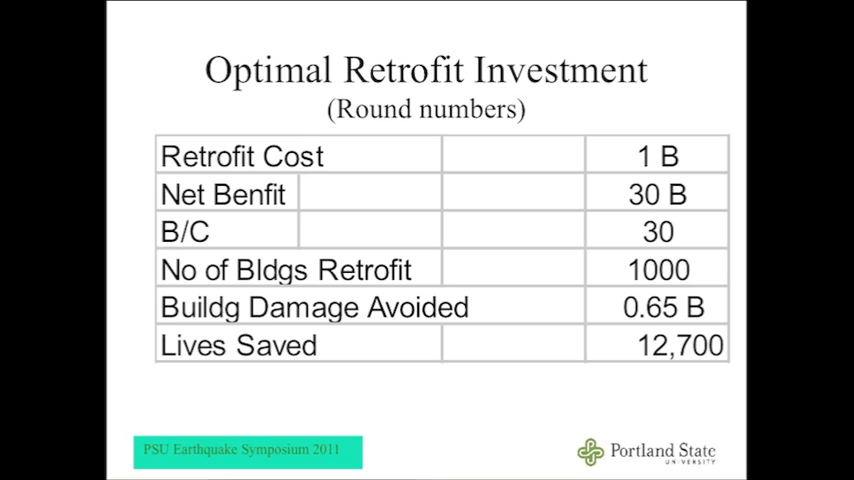 Optimal Retrofit Investment
(Round numbers)
Retrofit Cost 1 B
Net Benfit 30 B
B/C 30
No of Bldgs Retrofit 1000
Buildg Damage Avoided 0.65 B
Lives Saved 12,700
PSU Earthquake Symposium 2011
Portland State
UNIVERSITY